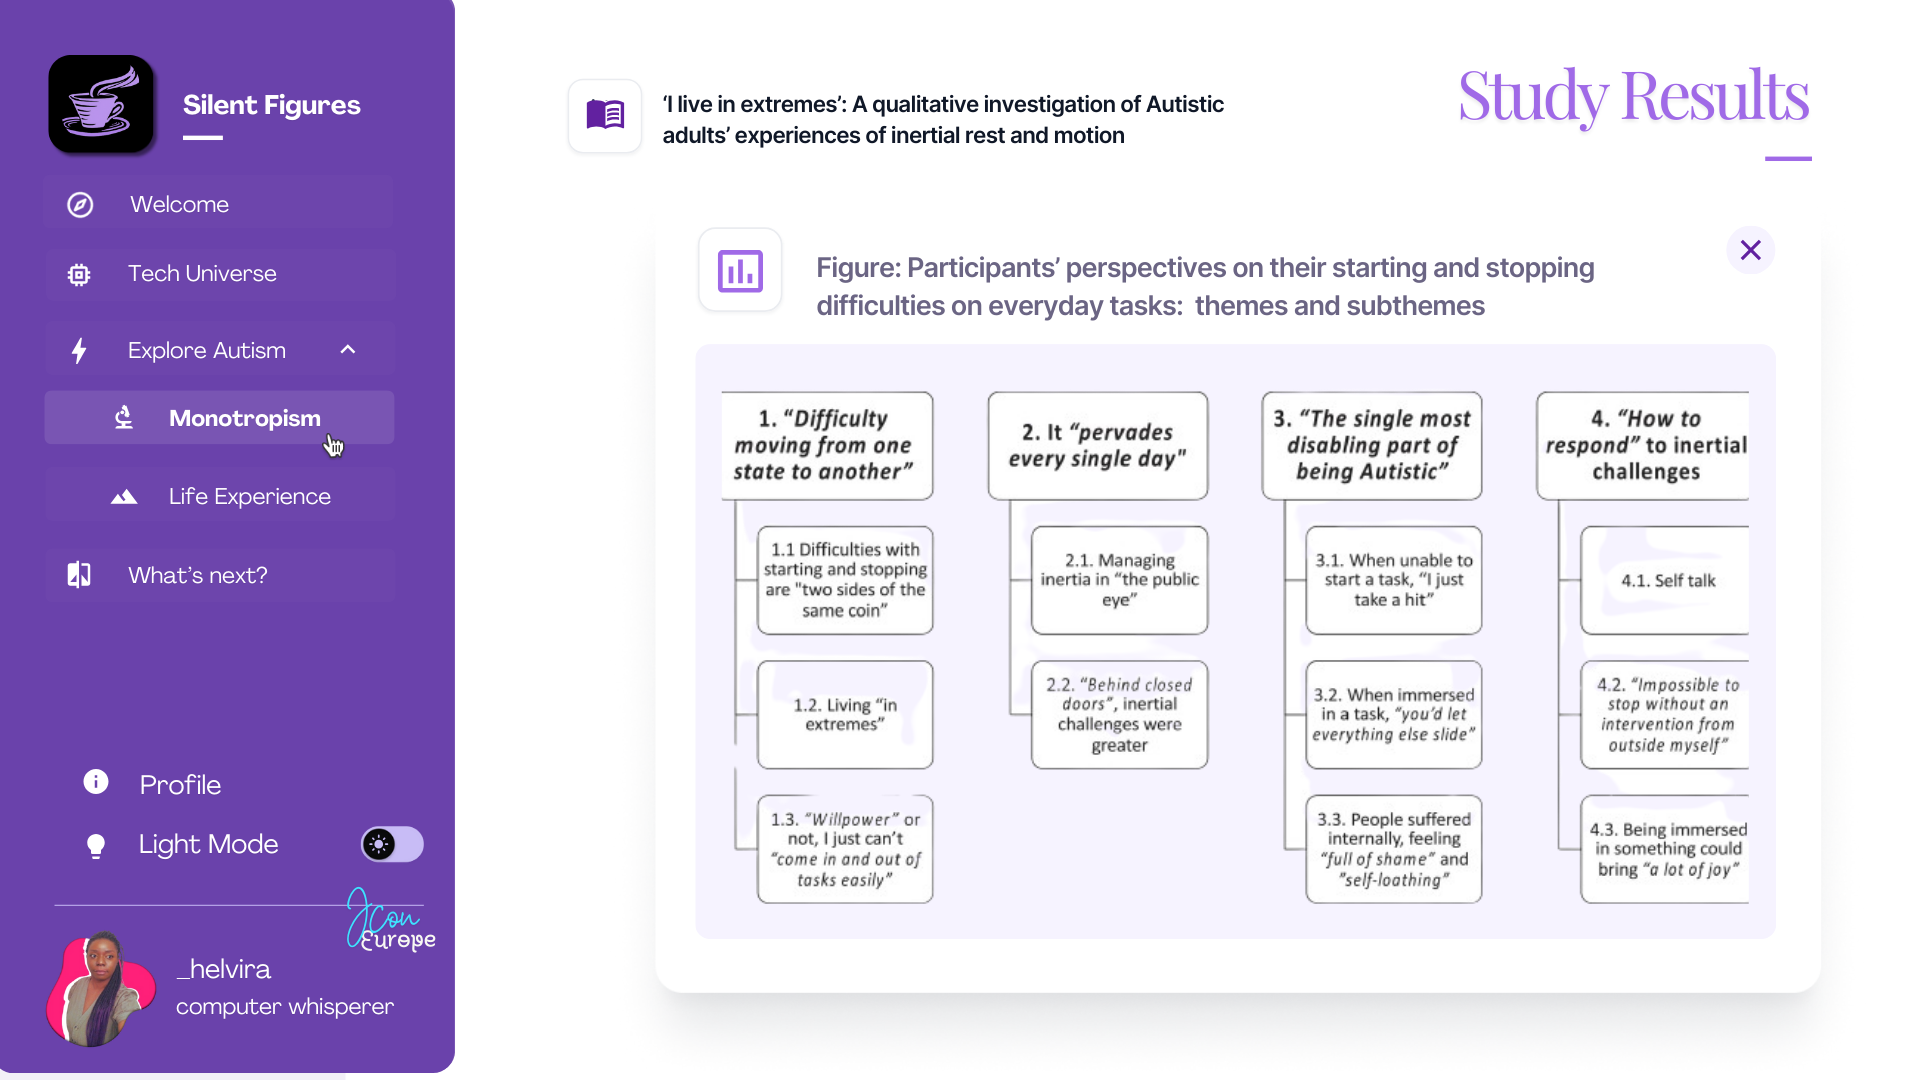 Silent Figures
Welcome
Tech Universe
Explore Autism
Monotropism
Life Experience
What's next?
Profile
Light Mode
JCon
Europe
_helvira
computer whisperer
‘I live in extremes’: A qualitative investigation of Autistic
adults’ experiences of inertial rest and motion
Study Results
Figure: Participants’ perspectives on their starting and stopping
difficulties on everyday tasks:  themes and subthemes
1. “Difficulty
moving from one
state to another”
1.1 Difficulties with
starting and stopping
are "two sides of the
same coin”
1.2. Living “in
extremes”
1.3. “Willpower” or
not, I just can’t
“come in and out of
tasks easily”
2. It “pervades
every single day"
2.1. Managing
inertia in “the public
eye”
2.2. “Behind closed
doors”, inertial
challenges were
greater
3. “The single most
disabling part of
being Autistic”
3.1. When unable to
start a task, “I just
take a hit”
3.2. When immersed
in a task, “you’d let
everything else slide”
3.3. People suffered
internally, feeling
“full of shame” and
”self-loathing”
4. “How to
respond” to inertial
challenges
4.1. Self talk
4.2. “Impossible to
stop without an
intervention from
outside myself”
4.3. Being immersed
in something could
bring “a lot of joy”